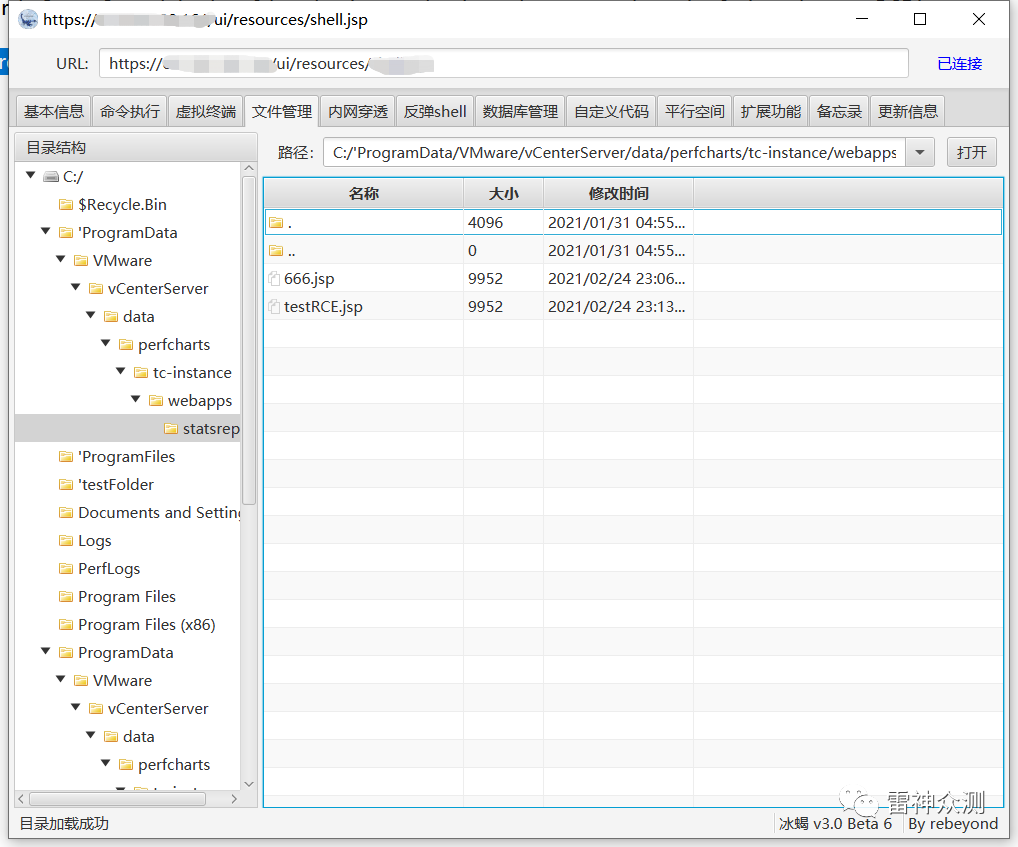 https://
/ui/resources/shell.jsp
URL:
https://
/ui/resources/
已连接
基本信息 命令执行 虚拟终端 文件管理 内网穿透 反弹shell 数据库管理 自定义代码 平行空间 扩展功能 备忘录 更新信息
目录结构
路径:
C:/'ProgramData/VMware/vCenterServer/data/perfcharts/tc-instance/webapps
打开
C:/
$Recycle.Bin
'ProgramData
VMware
vCenterServer
data
perfcharts
tc-instance
webapps
statsrep
'ProgramFiles
'testFolder
Documents and Setting
Logs
PerfLogs
Program Files
Program Files (x86)
ProgramData
VMware
vCenterServer
data
perfcharts
名称 大小 修改时间
. 4096 2021/01/31 04:55...
.. 0 2021/01/31 04:55...
666.jsp 9952 2021/02/24 23:06...
testRCE.jsp 9952 2021/02/24 23:13...
雷神众测
目录加载成功
冰蝎 v3.0 Beta 6 By rebeyond